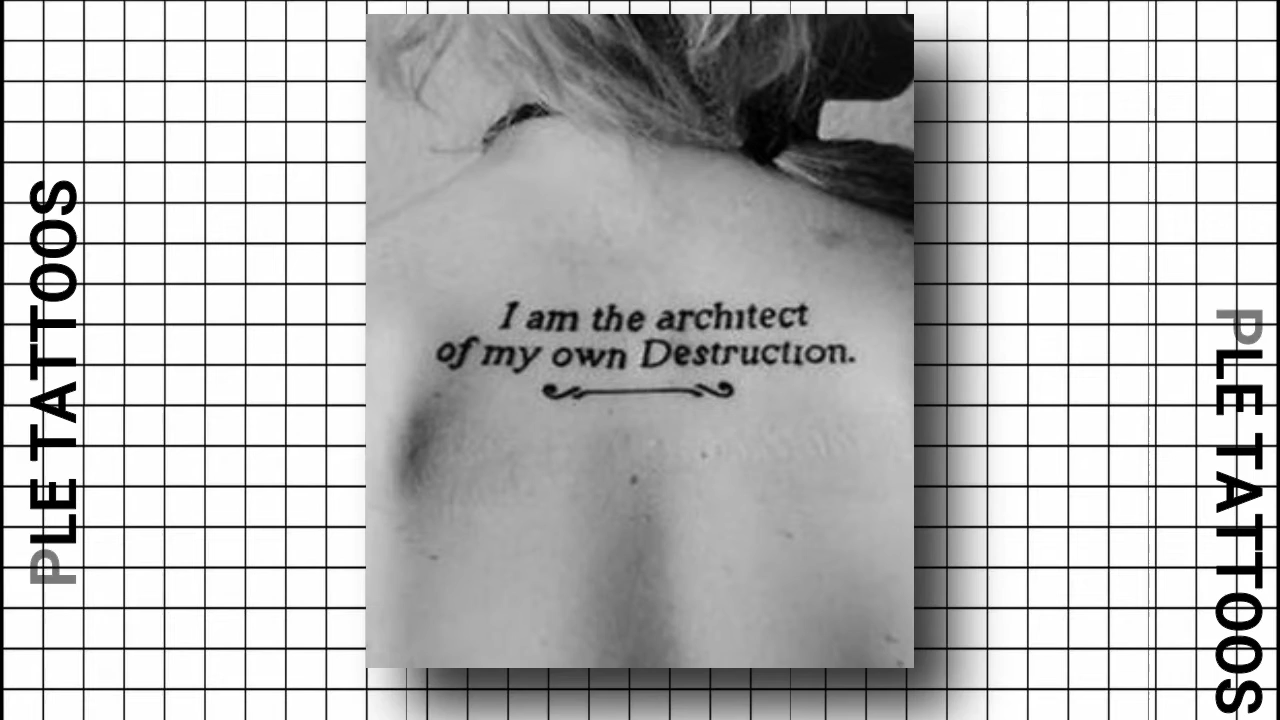 PLE TATTOOS
I am the architect
of my own Destruction.
PLE TATTOOS